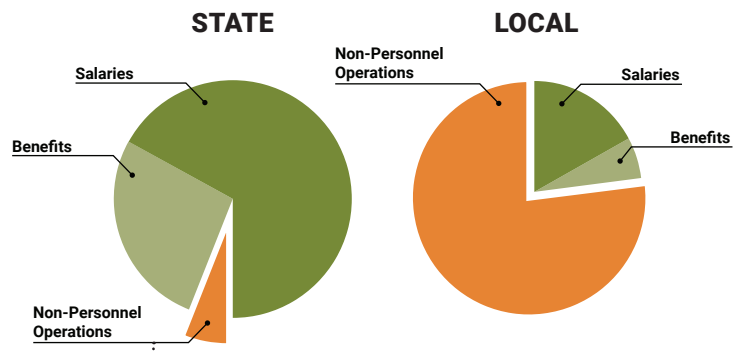 STATE
Salaries
Benefits
Non-Personnel
Operations
LOCAL
Non-Personnel
Operations
Salaries
Benefits